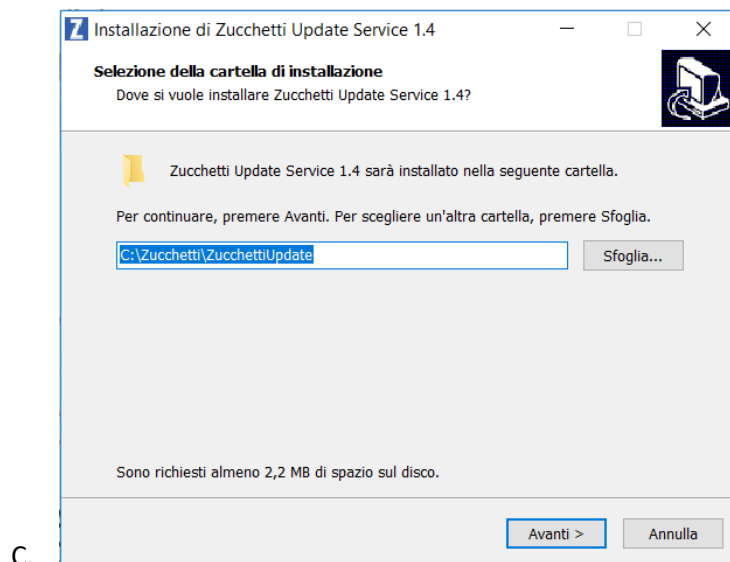 Installazione di Zucchetti Update Service 1.4
Selezione della cartella di installazione
Dove si vuole installare Zucchetti Update Service 1.4?
Zucchetti Update Service 1.4 sarà installato nella seguente cartella.
Per continuare, premere Avanti. Per scegliere un'altra cartella, premere Sfoglia.
C:\Zucchetti\ZucchettiUpdate
Sfoglia...
Sono richiesti almeno 2,2 MB di spazio sul disco.
Avanti >
Annulla
C.